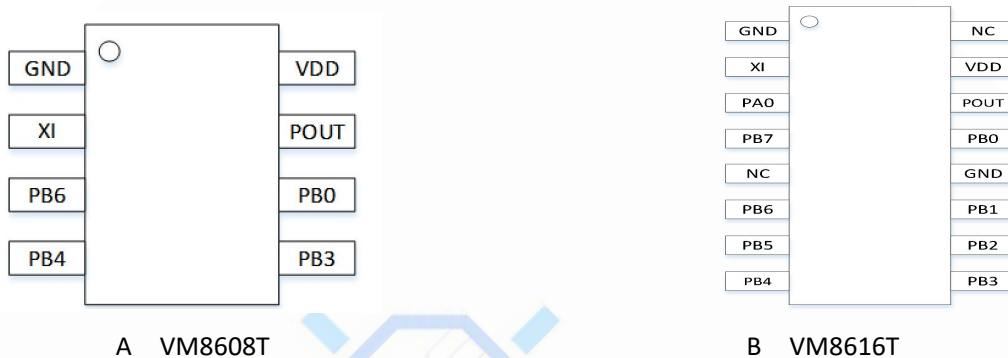 GND VDD
XI POUT
PB6 PB0
PB4 PB3
A VM8608T
GND NC
XI VDD
PA0 POUT
PB7 PB0
NC GND
PB6 PB1
PB5 PB2
PB4 PB3
B VM8616T